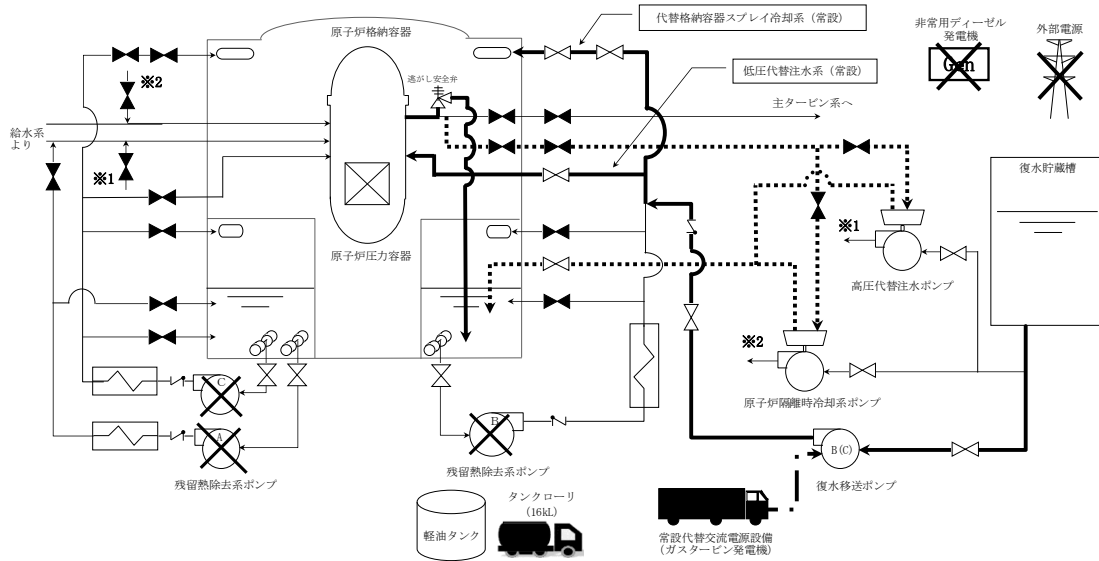 代替格納容器スプレイ冷却系（常設）
非常用ディーゼル
発電機
外部電源
原子炉格納容器
Gen
低圧代替注水系（常設）
逃がし安全弁
※2
主タービン系へ
給水系
より
※1
復水貯蔵槽
※1
原子炉圧力容器
高圧代替注水ポンプ
※2
原子炉隔離時冷却系ポンプ
C
A
B
B(C)
残留熱除去系ポンプ
残留熱除去系ポンプ
復水移送ポンプ
タンクローリ
(16kL)
軽油タンク
常設代替交流電源設備
(ガスタービン発電機)